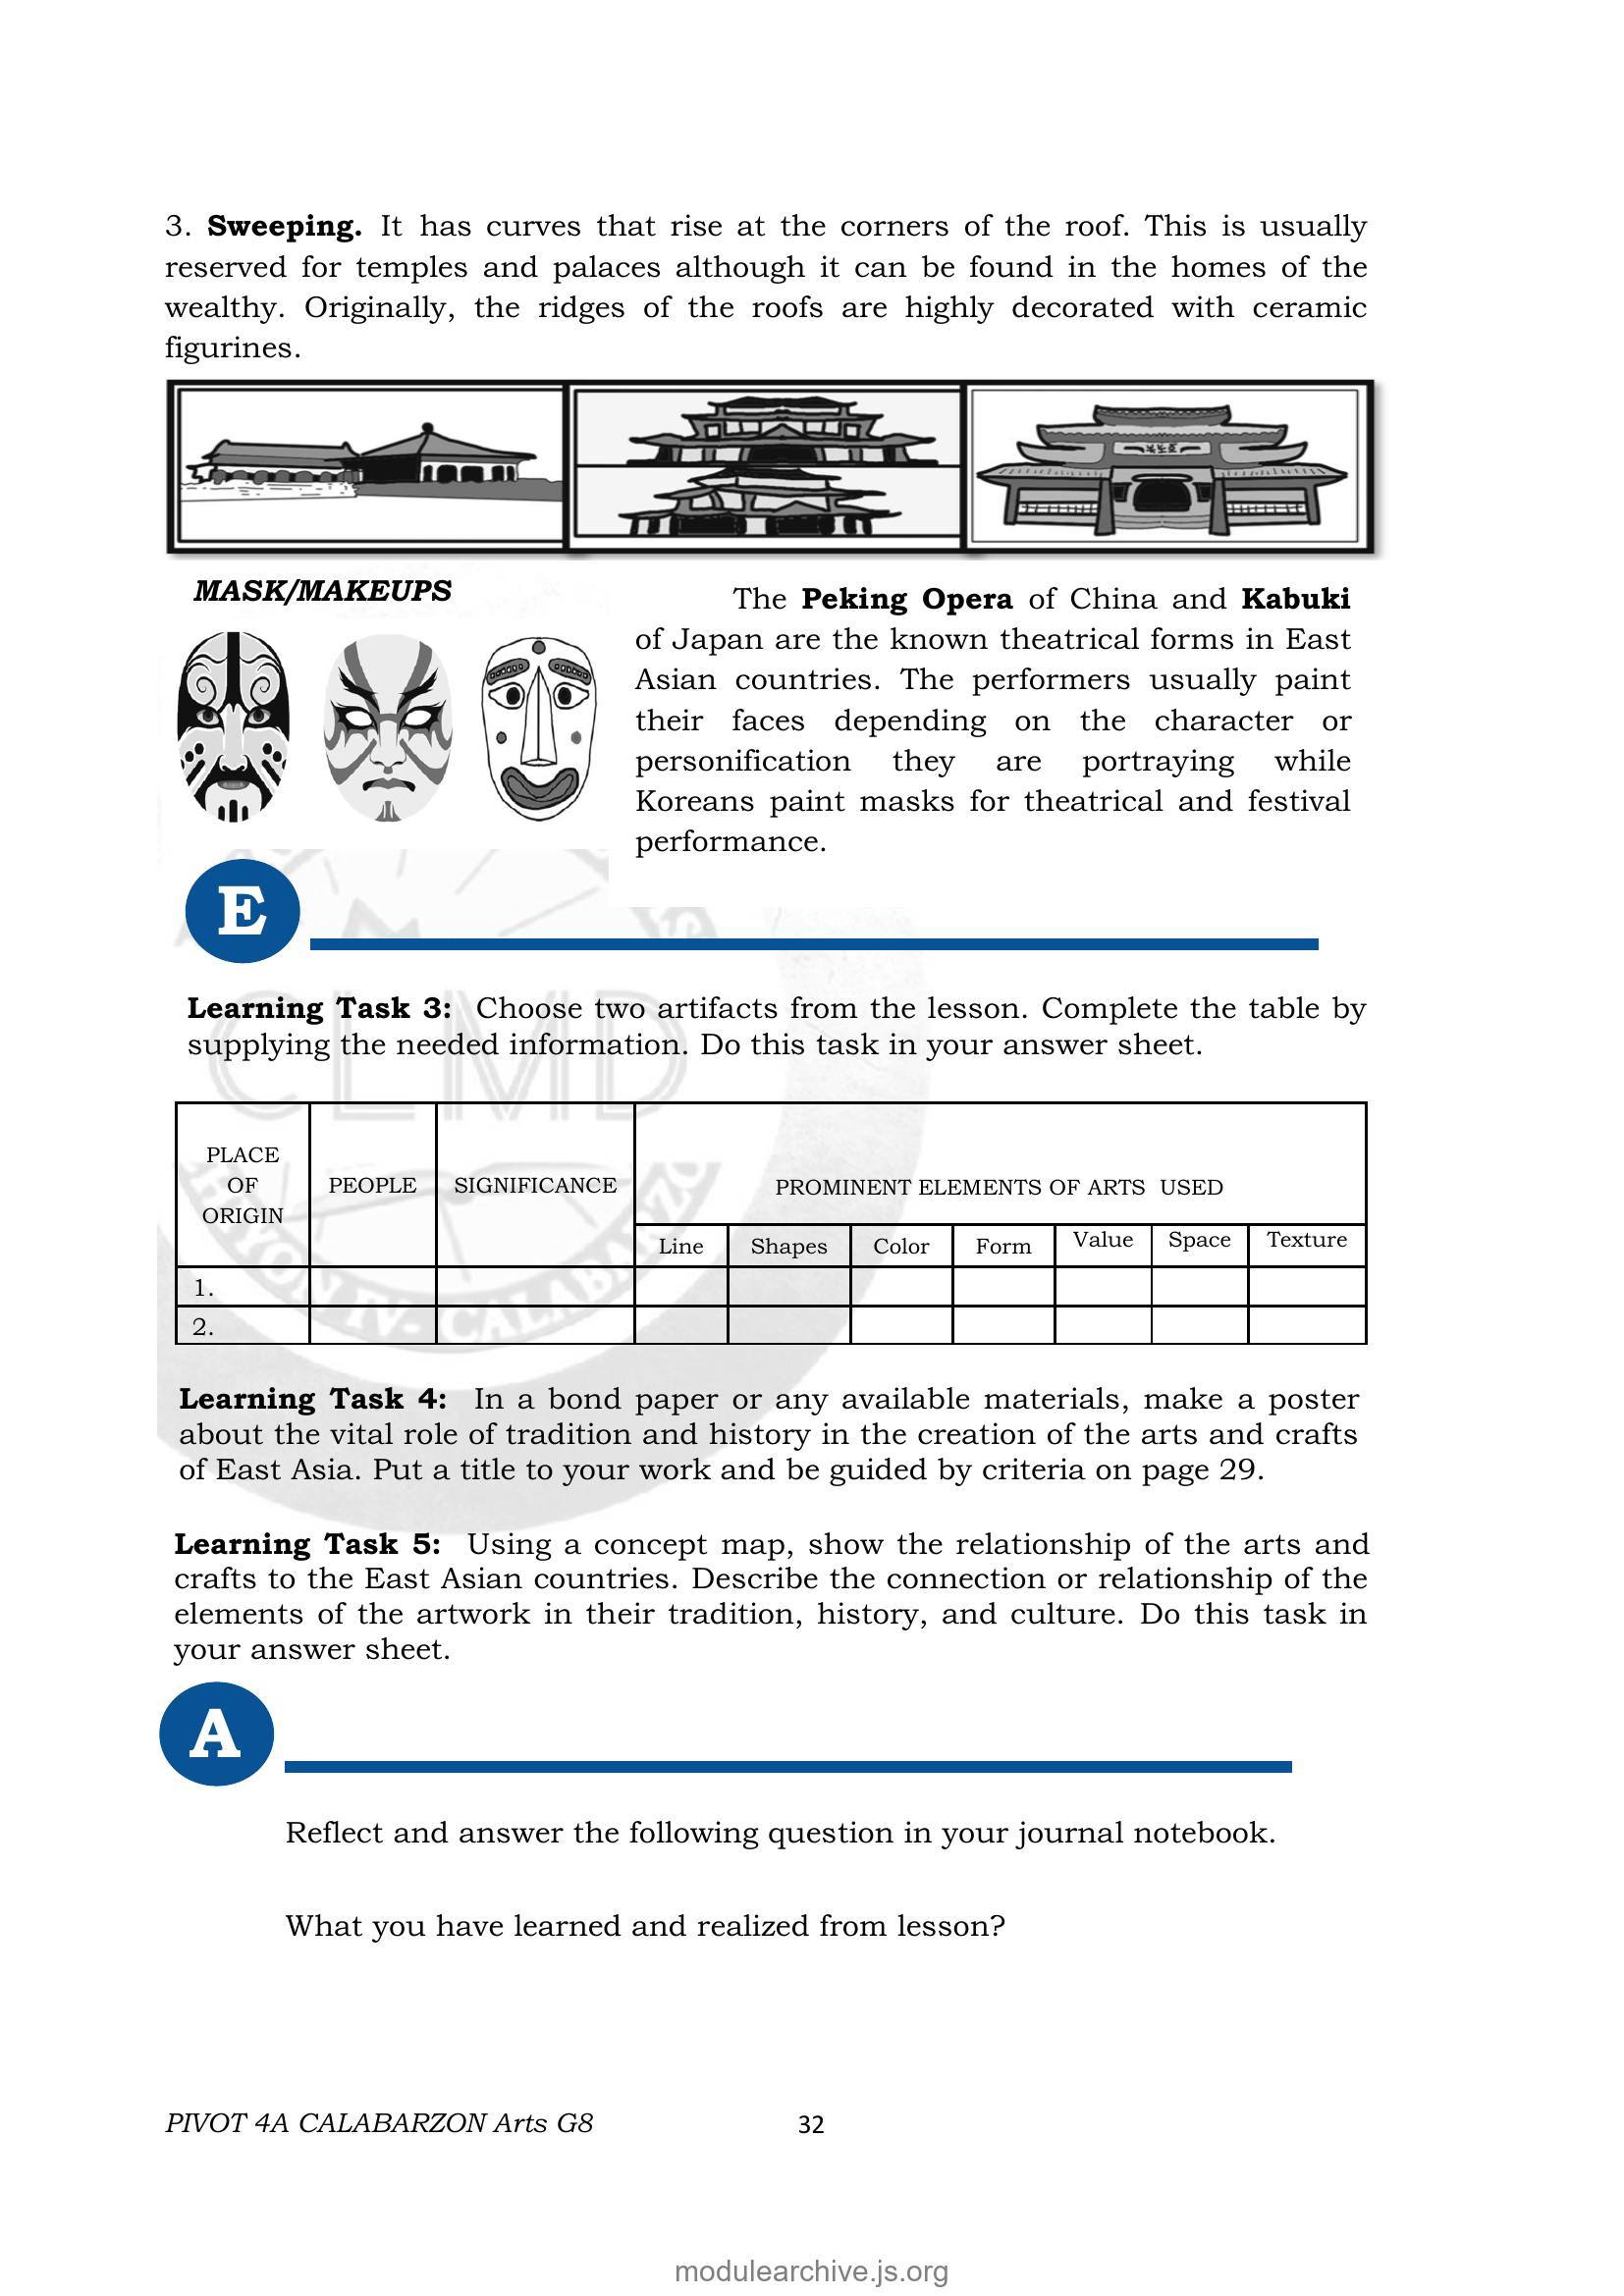 3. Sweeping. It has curves that rise at the corners of the roof. This is usually
reserved for temples and palaces although it can be found in the homes of the
wealthy. Originally, the ridges of the roofs are highly decorated with ceramic
figurines.
MASK/MAKEUPS
The Peking Opera of China and Kabuki
of Japan are the known theatrical forms in East
Asian countries. The performers usually paint
their faces depending on the character or
personification they are portraying while
Koreans paint masks for theatrical and festival
performance.
E
Learning Task 3: Choose two artifacts from the lesson. Complete the table by
supplying the needed information. Do this task in your answer sheet.
CLMD
PLACE
OF
ORIGIN
PEOPLE
SIGNIFICANCE
PROMINENT ELEMENTS OF ARTS USED
Line
Shapes
Color
Form
Value
Space
Texture
1.
2.
IV- CALABARZO
Learning Task 4: In a bond paper or any available materials, make a poster
about the vital role of tradition and history in the creation of the arts and crafts
of East Asia. Put a title to your work and be guided by criteria on page 29.
Learning Task 5: Using a concept map, show the relationship of the arts and
crafts to the East Asian countries. Describe the connection or relationship of the
elements of the artwork in their tradition, history, and culture. Do this task in
your answer sheet.
A
Reflect and answer the following question in your journal notebook.
What you have learned and realized from lesson?
PIVOT 4A CALABARZON Arts G8
32
modulearchive.js.org